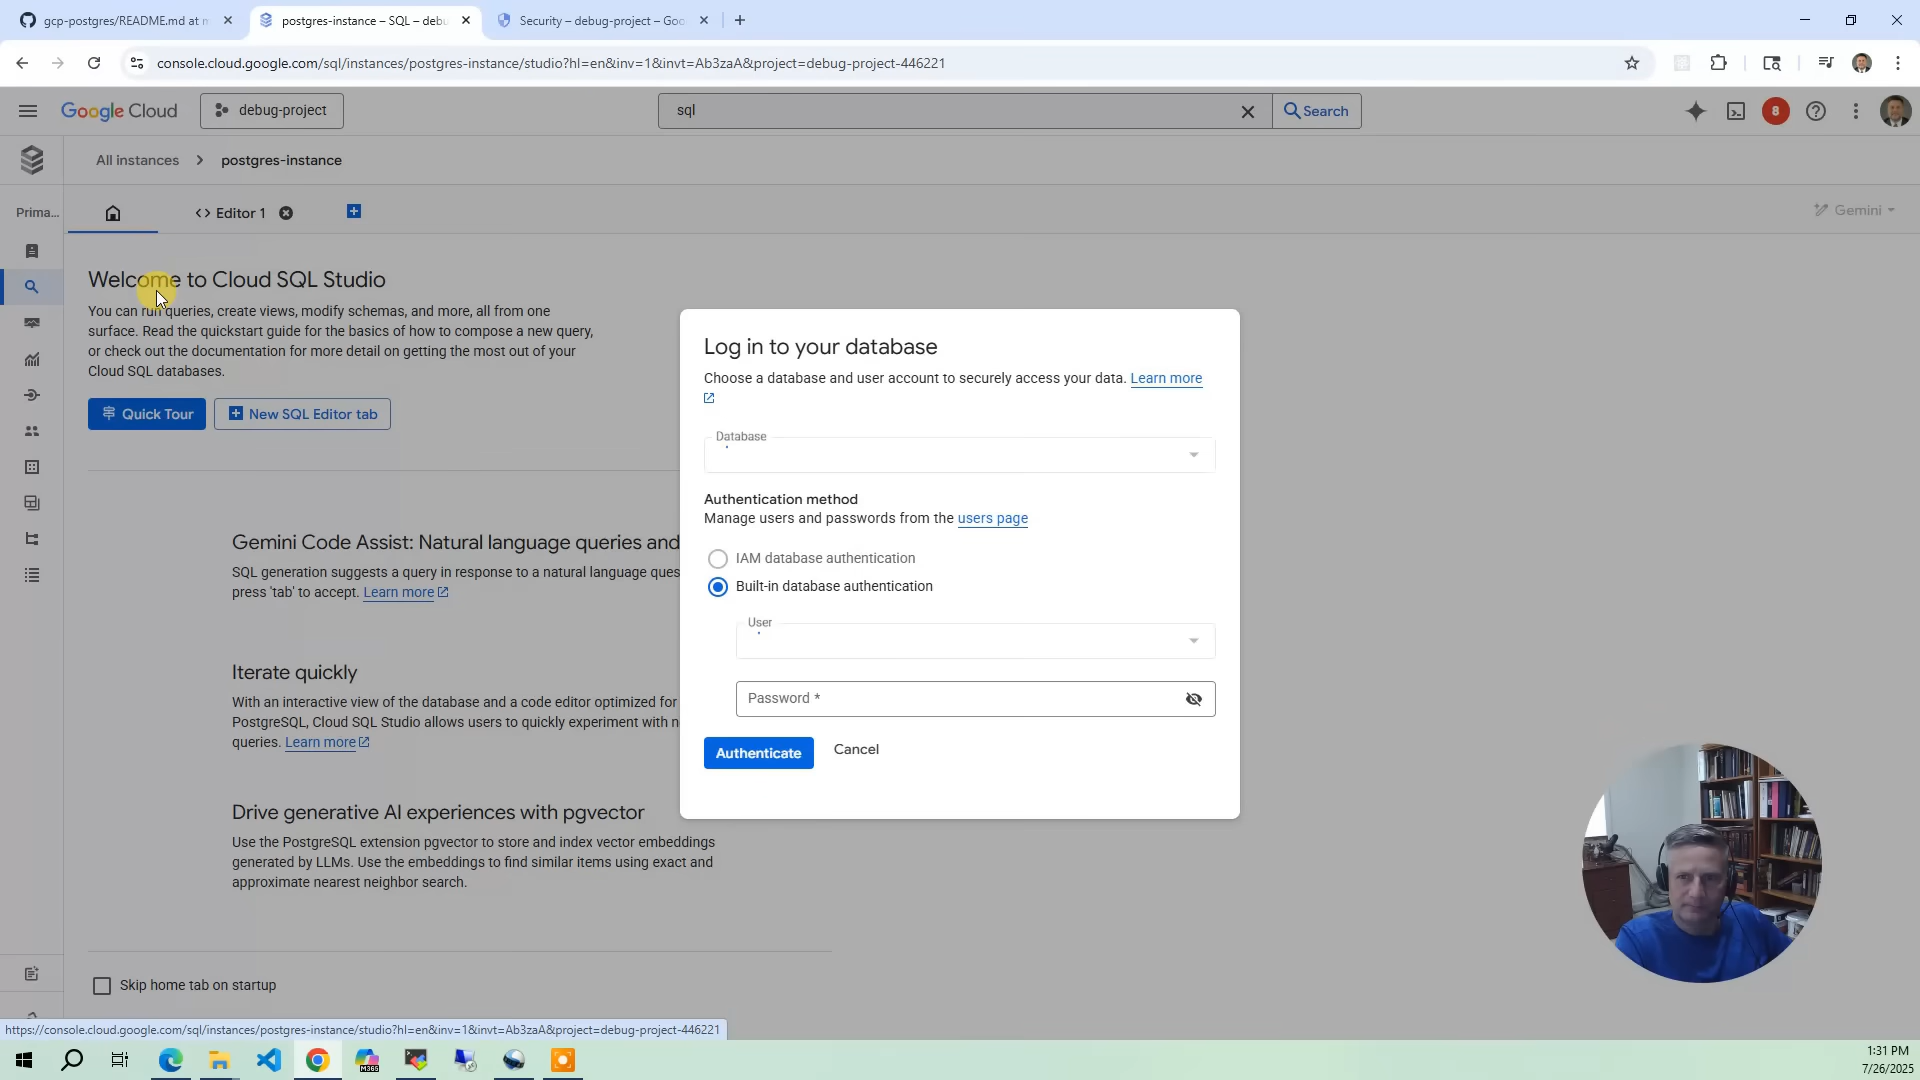 gcp-postgres/README.md at m
postgres-instance – SQL – debu
Security – debug-project – Goo
console.cloud.google.com/sql/instances/postgres-instance/studio?hl=en&inv=1&invt=Ab3zaA&project=debug-project-446221
Google Cloud
debug-project
sql
Search
8
All instances
postgres-instance
Prima...
Editor 1
Gemini
Welcome to Cloud SQL Studio
You can run queries, create views, modify schemas, and more, all from one
surface. Read the quickstart guide for the basics of how to compose a new query,
or check out the documentation for more detail on getting the most out of your
Cloud SQL databases.
Quick Tour
New SQL Editor tab
Gemini Code Assist: Natural language queries and
SQL generation suggests a query in response to a natural language ques
press 'tab' to accept. Learn more
Iterate quickly
With an interactive view of the database and a code editor optimized for
PostgreSQL, Cloud SQL Studio allows users to quickly experiment with n
queries. Learn more
Drive generative AI experiences with pgvector
Use the PostgreSQL extension pgvector to store and index vector embeddings
generated by LLMs. Use the embeddings to find similar items using exact and
approximate nearest neighbor search.
Skip home tab on startup
Log in to your database
Choose a database and user account to securely access your data. Learn more
Database
Authentication method
Manage users and passwords from the users page
IAM database authentication
Built-in database authentication
User
Password *
Authenticate
Cancel
https://console.cloud.google.com/sql/instances/postgres-instance/studio?hl=en&inv=1&invt=Ab3zaA&project=debug-project-446221
M365
1:31 PM
7/26/2025